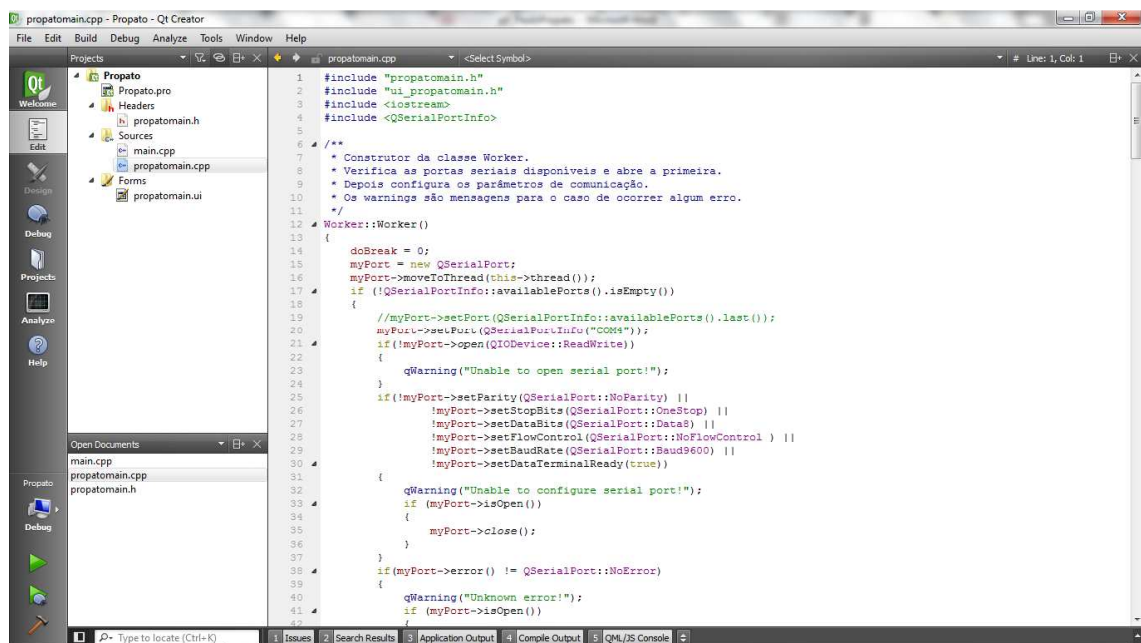 propatomain.cpp - Propato - Qt Creator
File Edit Build Debug Analyze Tools Window Help
Projects
propatomain.cpp
<Select Symbol>
# Line: 1, Col: 1
Welcome
Edit
Design
Debug
Projects
Analyze
Help
Propato
Debug
Propato
Propato.pro
Headers
propatomain.h
Sources
main.cpp
propatomain.cpp
Forms
propatomain.ui
Open Documents
main.cpp
propatomain.cpp
propatomain.h
1 #include "propatomain.h"
2 #include "ui_propatomain.h"
3 #include <iostream>
4 #include <QSerialPortInfo>
5
6 /**
7 * Construtor da classe Worker.
8 * Verifica as portas seriais disponíveis e abre a primeira.
9 * Depois configura os parâmetros de comunicação.
10 * Os warnings são mensagens para o caso de ocorrer algum erro.
11 */
12 Worker::Worker()
13 {
14 doBreak = 0;
15 myPort = new QSerialPort;
16 myPort->moveToThread(this->thread());
17 if (!QSerialPortInfo::availablePorts().isEmpty())
18 {
19 //myPort->setPort(QSerialPortInfo::availablePorts().last());
20 myPort->setPort(QSerialPortInfo("COM4"));
21 if(!myPort->open(QIODevice::ReadWrite))
22 {
23 qWarning("Unable to open serial port!");
24 }
25 if(!myPort->setParity(QSerialPort::NoParity) ||
26 !myPort->setStopBits(QSerialPort::OneStop) ||
27 !myPort->setDataBits(QSerialPort::Data8) ||
28 !myPort->setFlowControl(QSerialPort::NoFlowControl ) ||
29 !myPort->setBaudRate(QSerialPort::Baud9600) ||
30 !myPort->setDataTerminalReady(true))
31 {
32 qWarning("Unable to configure serial port!");
33 if (myPort->isOpen())
34 {
35 myPort->close();
36 }
37 }
38 if(myPort->error() != QSerialPort::NoError)
39 {
40 qWarning("Unknown error!");
41 if (myPort->isOpen())
42 {
Type to locate (Ctrl+K)
1 Issues 2 Search Results 3 Application Output 4 Compile Output 5 QML/JS Console